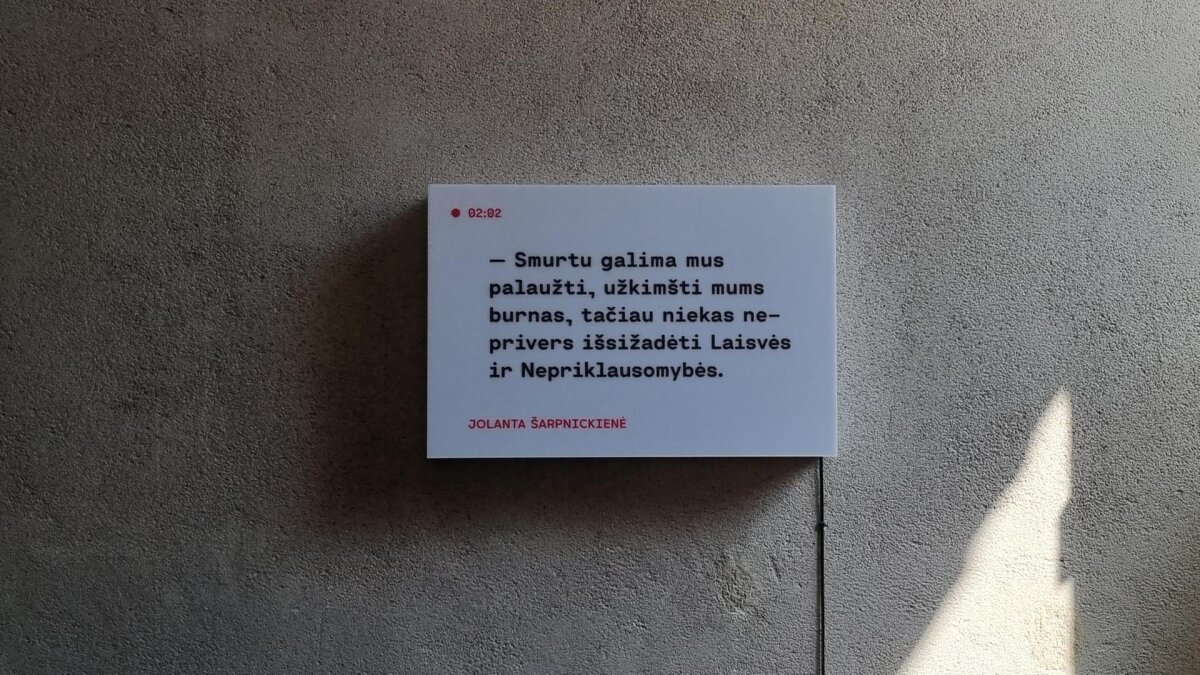 ● 02:02
— Smurtu galima mus
palaužti, užkimšti mums
burnas, tačiau niekas ne–
privers išsižadėti Laisvės
ir Nepriklausomybės.
JOLANTA ŠARPNICKIENĖ